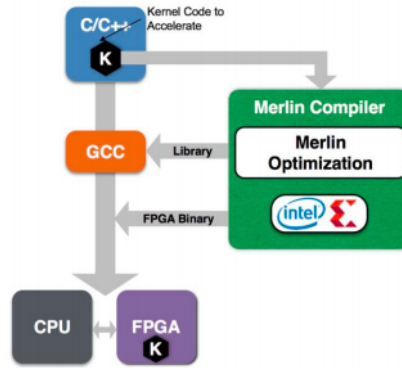 Kernel Code to
Accelerate
C/C++
K
Merlin Compiler
Merlin
Optimization
GCC
Library
intel
FPGA Binary
CPU
FPGA
K